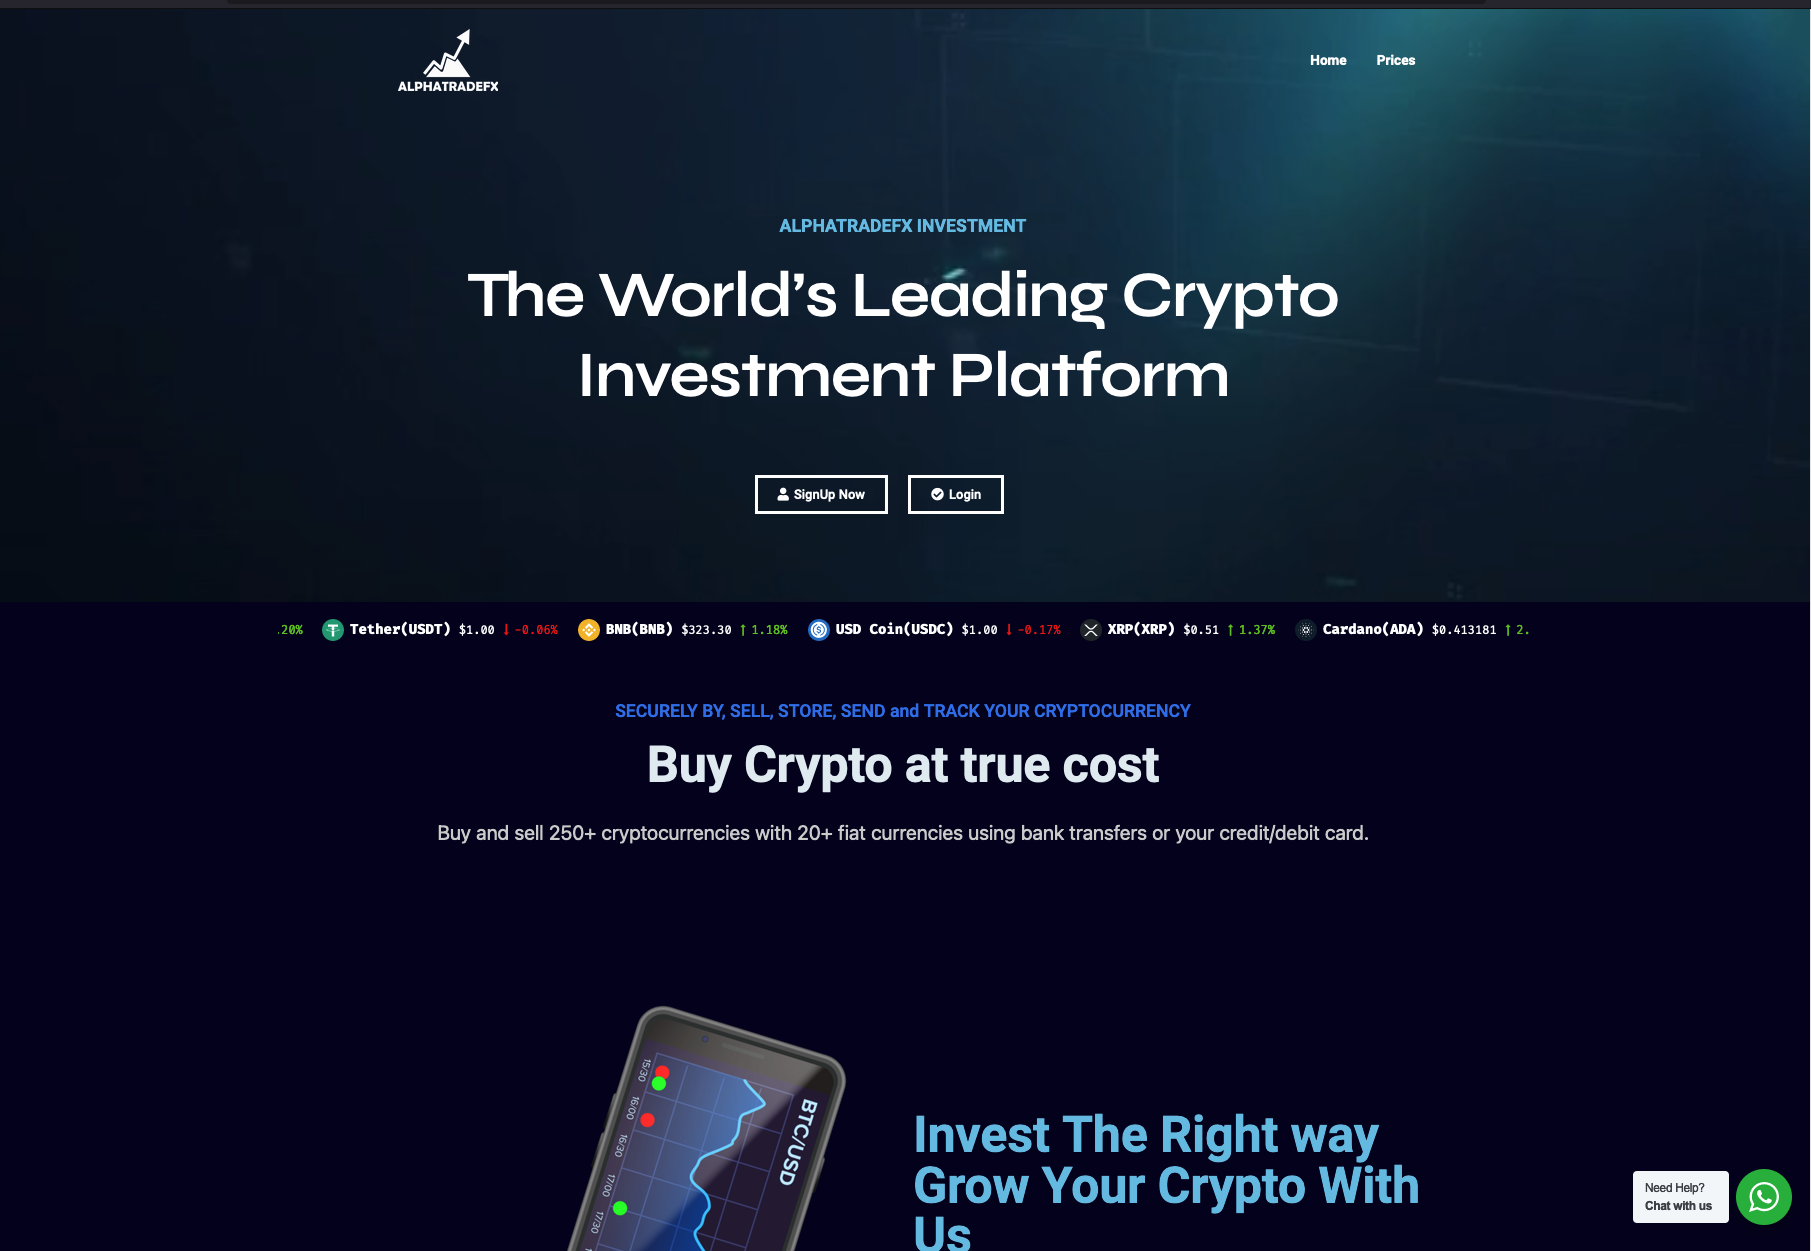 ALPHATRADEFX
Home Prices
ALPHATRADEFX INVESTMENT
The World's Leading Crypto
Investment Platform
SignUp Now Login
.20% Tether(USDT) $1.00 ↓ -0.06% BNB(BNB) $323.30 ↑ 1.18% USD Coin(USDC) $1.00 ↓ -0.17% XRP(XRP) $0.51 ↑ 1.37% Cardano(ADA) $0.413181 ↑ 2.
SECURELY BY, SELL, STORE, SEND and TRACK YOUR CRYPTOCURRENCY
Buy Crypto at true cost
Buy and sell 250+ cryptocurrencies with 20+ fiat currencies using bank transfers or your credit/debit card.
BTC/USD
15/30
16/00
16/30
17/00
17/30
Invest The Right way
Grow Your Crypto With
Us
Need Help?
Chat with us